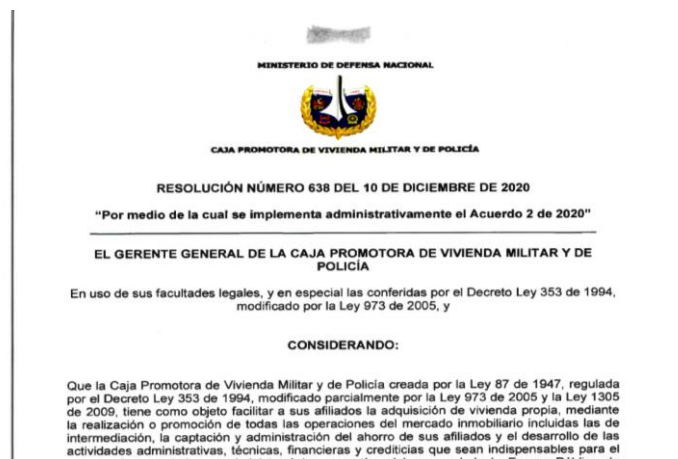 MINISTERIO DE DEFENSA NACIONAL
CAJA PROMOTORA DE VIVIENDA MILITAR Y DE POLICÍA
RESOLUCIÓN NÚMERO 638 DEL 10 DE DICIEMBRE DE 2020
"Por medio de la cual se implementa administrativamente el Acuerdo 2 de 2020"
EL GERENTE GENERAL DE LA CAJA PROMOTORA DE VIVIENDA MILITAR Y DE
POLICÍA
En uso de sus facultades legales, y en especial las conferidas por el Decreto Ley 353 de 1994,
modificado por la Ley 973 de 2005, y
CONSIDERANDO:
Que la Caja Promotora de Vivienda Militar y de Policía creada por la Ley 87 de 1947, regulada
por el Decreto Ley 353 de 1994, modificado parcialmente por la Ley 973 de 2005 y la Ley 1305
de 2009, tiene como objeto facilitar a sus afiliados la adquisición de vivienda propia, mediante
la realización o promoción de todas las operaciones del mercado inmobiliario incluidas las de
intermediación, la captación y administración del ahorro de sus afiliados y el desarrollo de las
actividades administrativas, técnicas, financieras y crediticias que sean indispensables para el